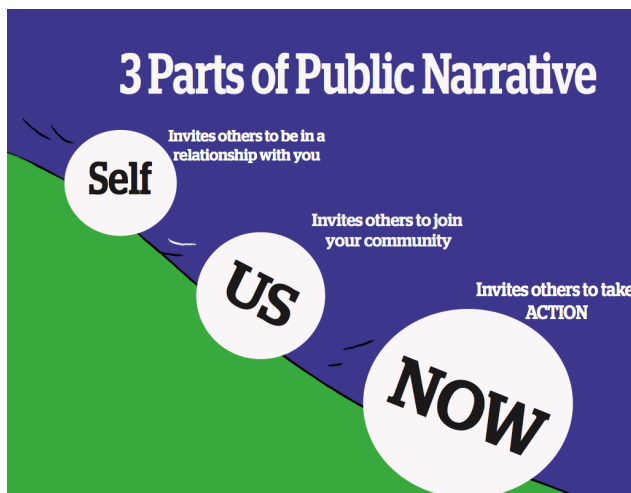 3 Parts of Public Narrative
Invites others to be in a
relationship with you
Self
Invites others to join
your community
US
Invites others to take
ACTION
NOW